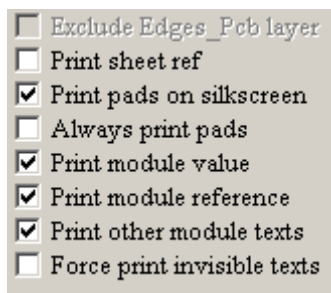 Exclude Edges_Pcb layer
Print sheet ref
Print pads on silkscreen
Always print pads
Print module value
Print module reference
Print other module texts
Force print invisible texts